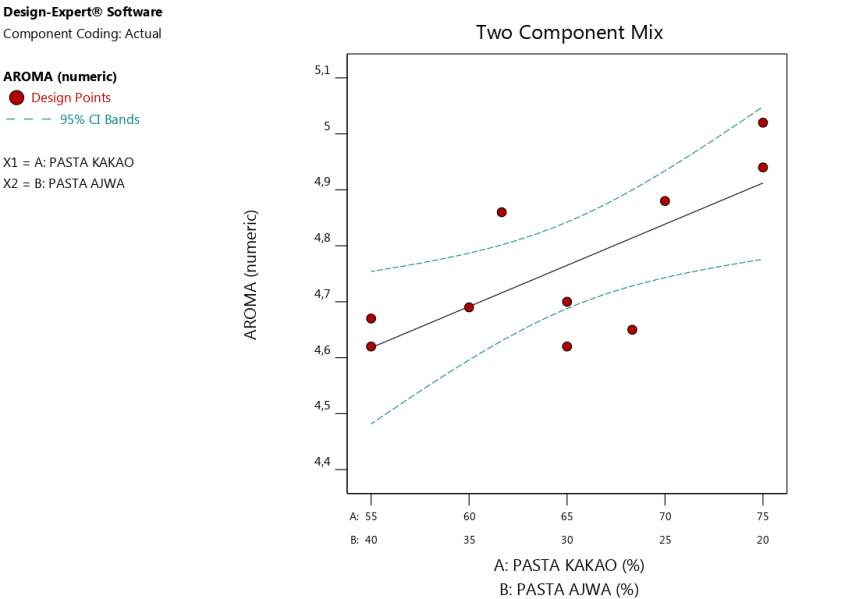 Design-Expert® Software
Component Coding: Actual
AROMA (numeric)
Design Points
95% CI Bands
X1 = A: PASTA KAKAO
X2 = B: PASTA AJWA
Two Component Mix
5,1
5
4,9
4,8
4,7
4,6
4,5
4,4
AROMA (numeric)
A: 55 60 65 70 75
B: 40 35 30 25 20
A: PASTA KAKAO (%)
B: PASTA AJWA (%)